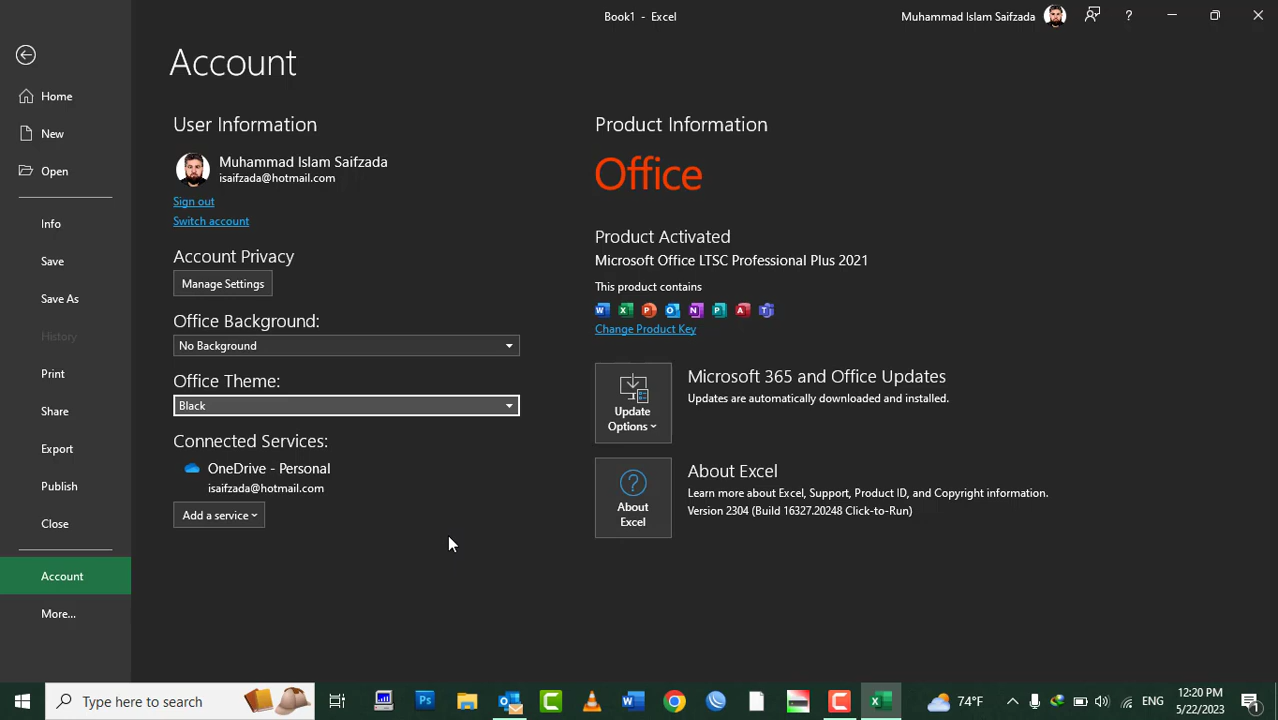 Book1 - Excel
Muhammad Islam Saifzada
?
Account
Home
New
Open
Info
Save
Save As
History
Print
Share
Export
Publish
Close
Account
More...
User Information
Muhammad Islam Saifzada
isaifzada@hotmail.com
Sign out
Switch account
Account Privacy
Manage Settings
Office Background:
No Background
Office Theme:
Black
Connected Services:
OneDrive - Personal
isaifzada@hotmail.com
Add a service
Product Information
Office
Product Activated
Microsoft Office LTSC Professional Plus 2021
This product contains
W X P O N P A T
Change Product Key
Update
Options
Microsoft 365 and Office Updates
Updates are automatically downloaded and installed.
?
About
Excel
About Excel
Learn more about Excel, Support, Product ID, and Copyright information.
Version 2304 (Build 16327.20248 Click-to-Run)
Type here to search
Ps
C
W
C
X
74°F
ENG
12:20 PM
5/22/2023
1